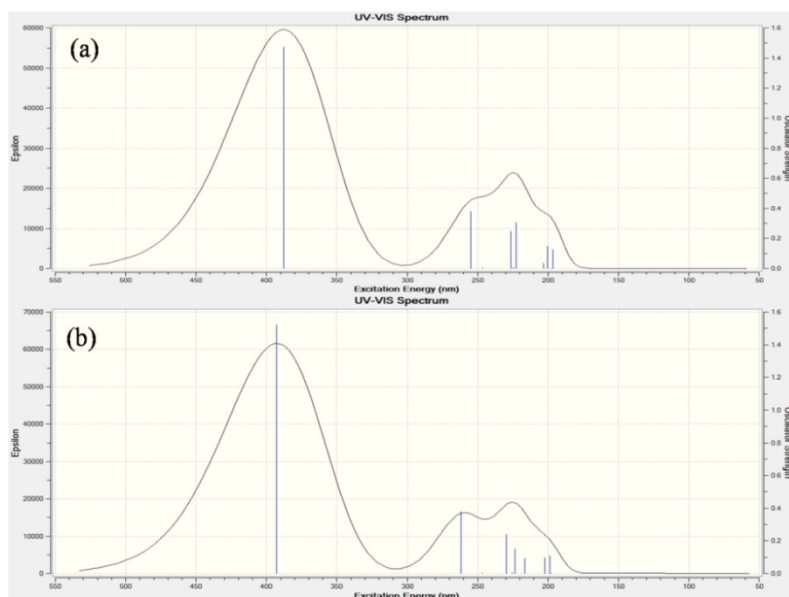 UV-VIS Spectrum
(a)
60000
50000
40000
30000
20000
10000
0
Epsilon
1.6
1.4
1.2
1.0
0.8
0.6
0.4
0.2
0.0
Oscillator Strength
550 500 450 400 350 300 250 200 150 100 50
Excitation Energy (nm)
UV-VIS Spectrum
(b)
70000
60000
50000
40000
30000
20000
10000
0
Epsilon
1.6
1.4
1.2
1.0
0.8
0.6
0.4
0.2
0.0
Oscillator Strength
550 500 450 400 350 300 250 200 150 100 50
Excitation Energy (nm)